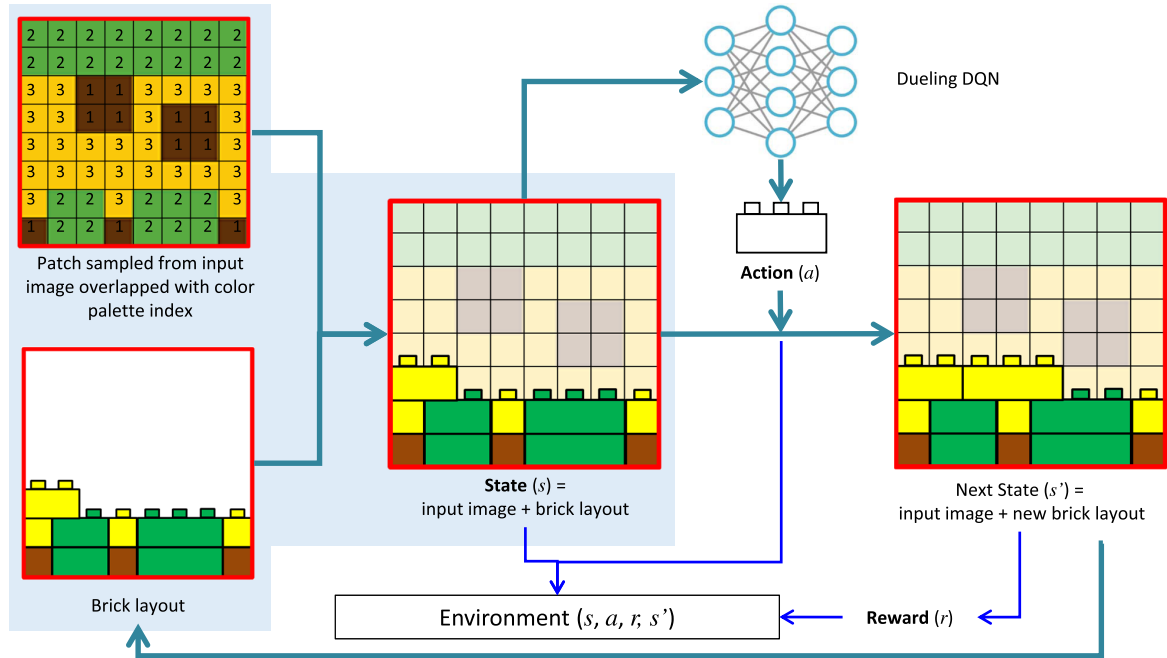 2 2 2 2 2 2 2 2
2 2 2 2 2 2 2 2
3 3 1 1 3 3 3 3
3 3 1 1 3 1 1 3
3 3 3 3 3 1 1 3
3 3 3 3 3 3 3 3
3 2 2 3 2 2 2 3
1 2 2 1 2 2 2 1
Patch sampled from input
image overlapped with color
palette index
Brick layout
Dueling DQN
Action (a)
State (s) =
input image + brick layout
Next State (s’) =
input image + new brick layout
Environment (s, a, r, s’)
Reward (r)